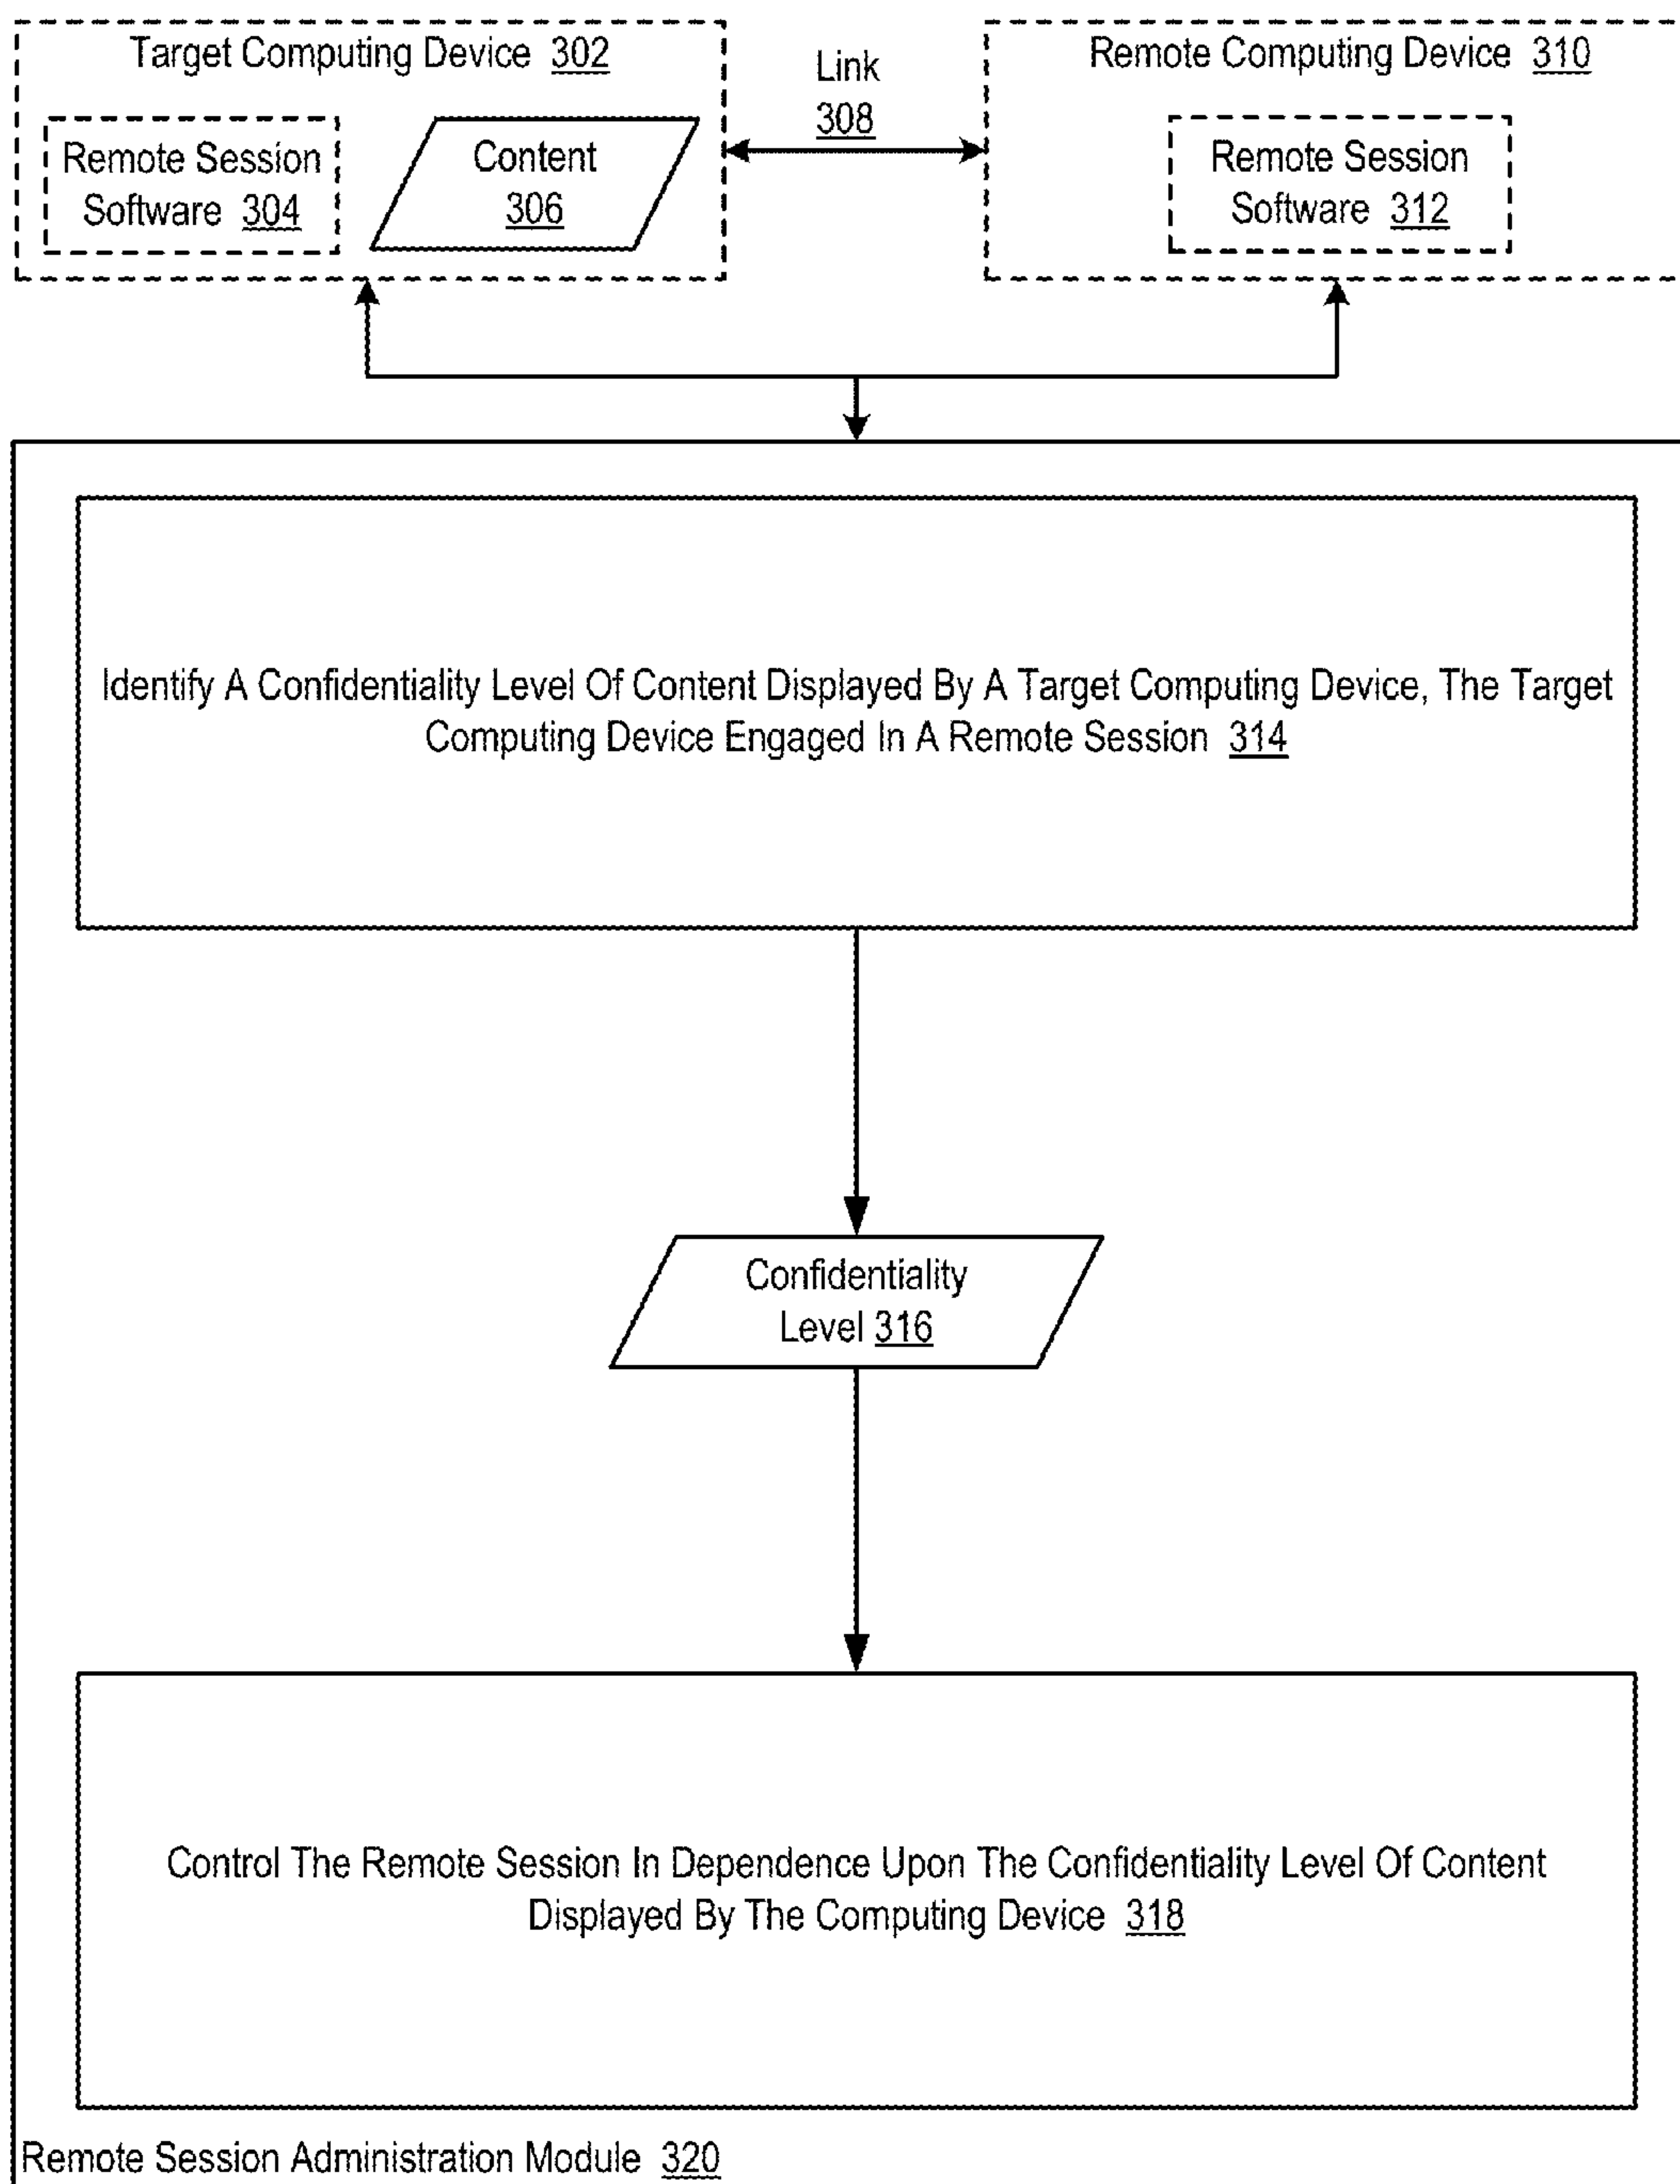 Target Computing Device 302
Remote Session
Software 304
Content
306
Link
308
Remote Computing Device 310
Remote Session
Software 312
Identify A Confidentiality Level Of Content Displayed By A Target Computing Device, The Target
Computing Device Engaged In A Remote Session 314
Confidentiality
Level 316
Control The Remote Session In Dependence Upon The Confidentiality Level Of Content
Displayed By The Computing Device 318
Remote Session Administration Module 320